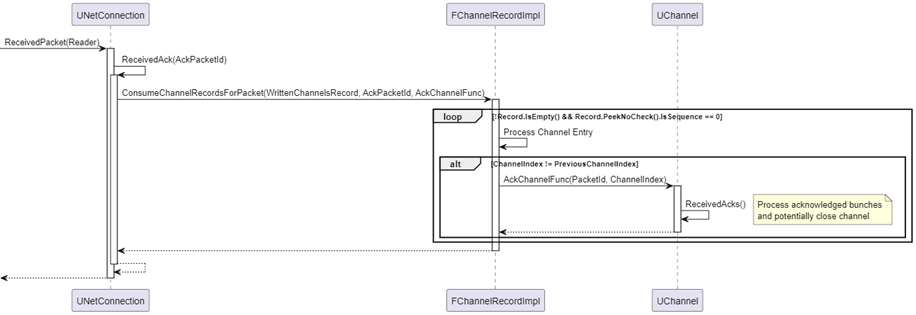 UNetConnection
FChannelRecordImpl
UChannel
ReceivedPacket(Reader)
ReceivedAck(AckPacketId)
ConsumeChannelRecordsForPacket(WrittenChannelsRecord, AckPacketId, AckChannelFunc)
loop
[!Record.IsEmpty() && Record.PeekNoCheck().IsSequence == 0]
Process Channel Entry
alt
[ChannelIndex != PreviousChannelIndex]
AckChannelFunc(PacketId, ChannelIndex)
ReceivedAcks()
Process acknowledged bunches
and potentially close channel
UNetConnection
FChannelRecordImpl
UChannel